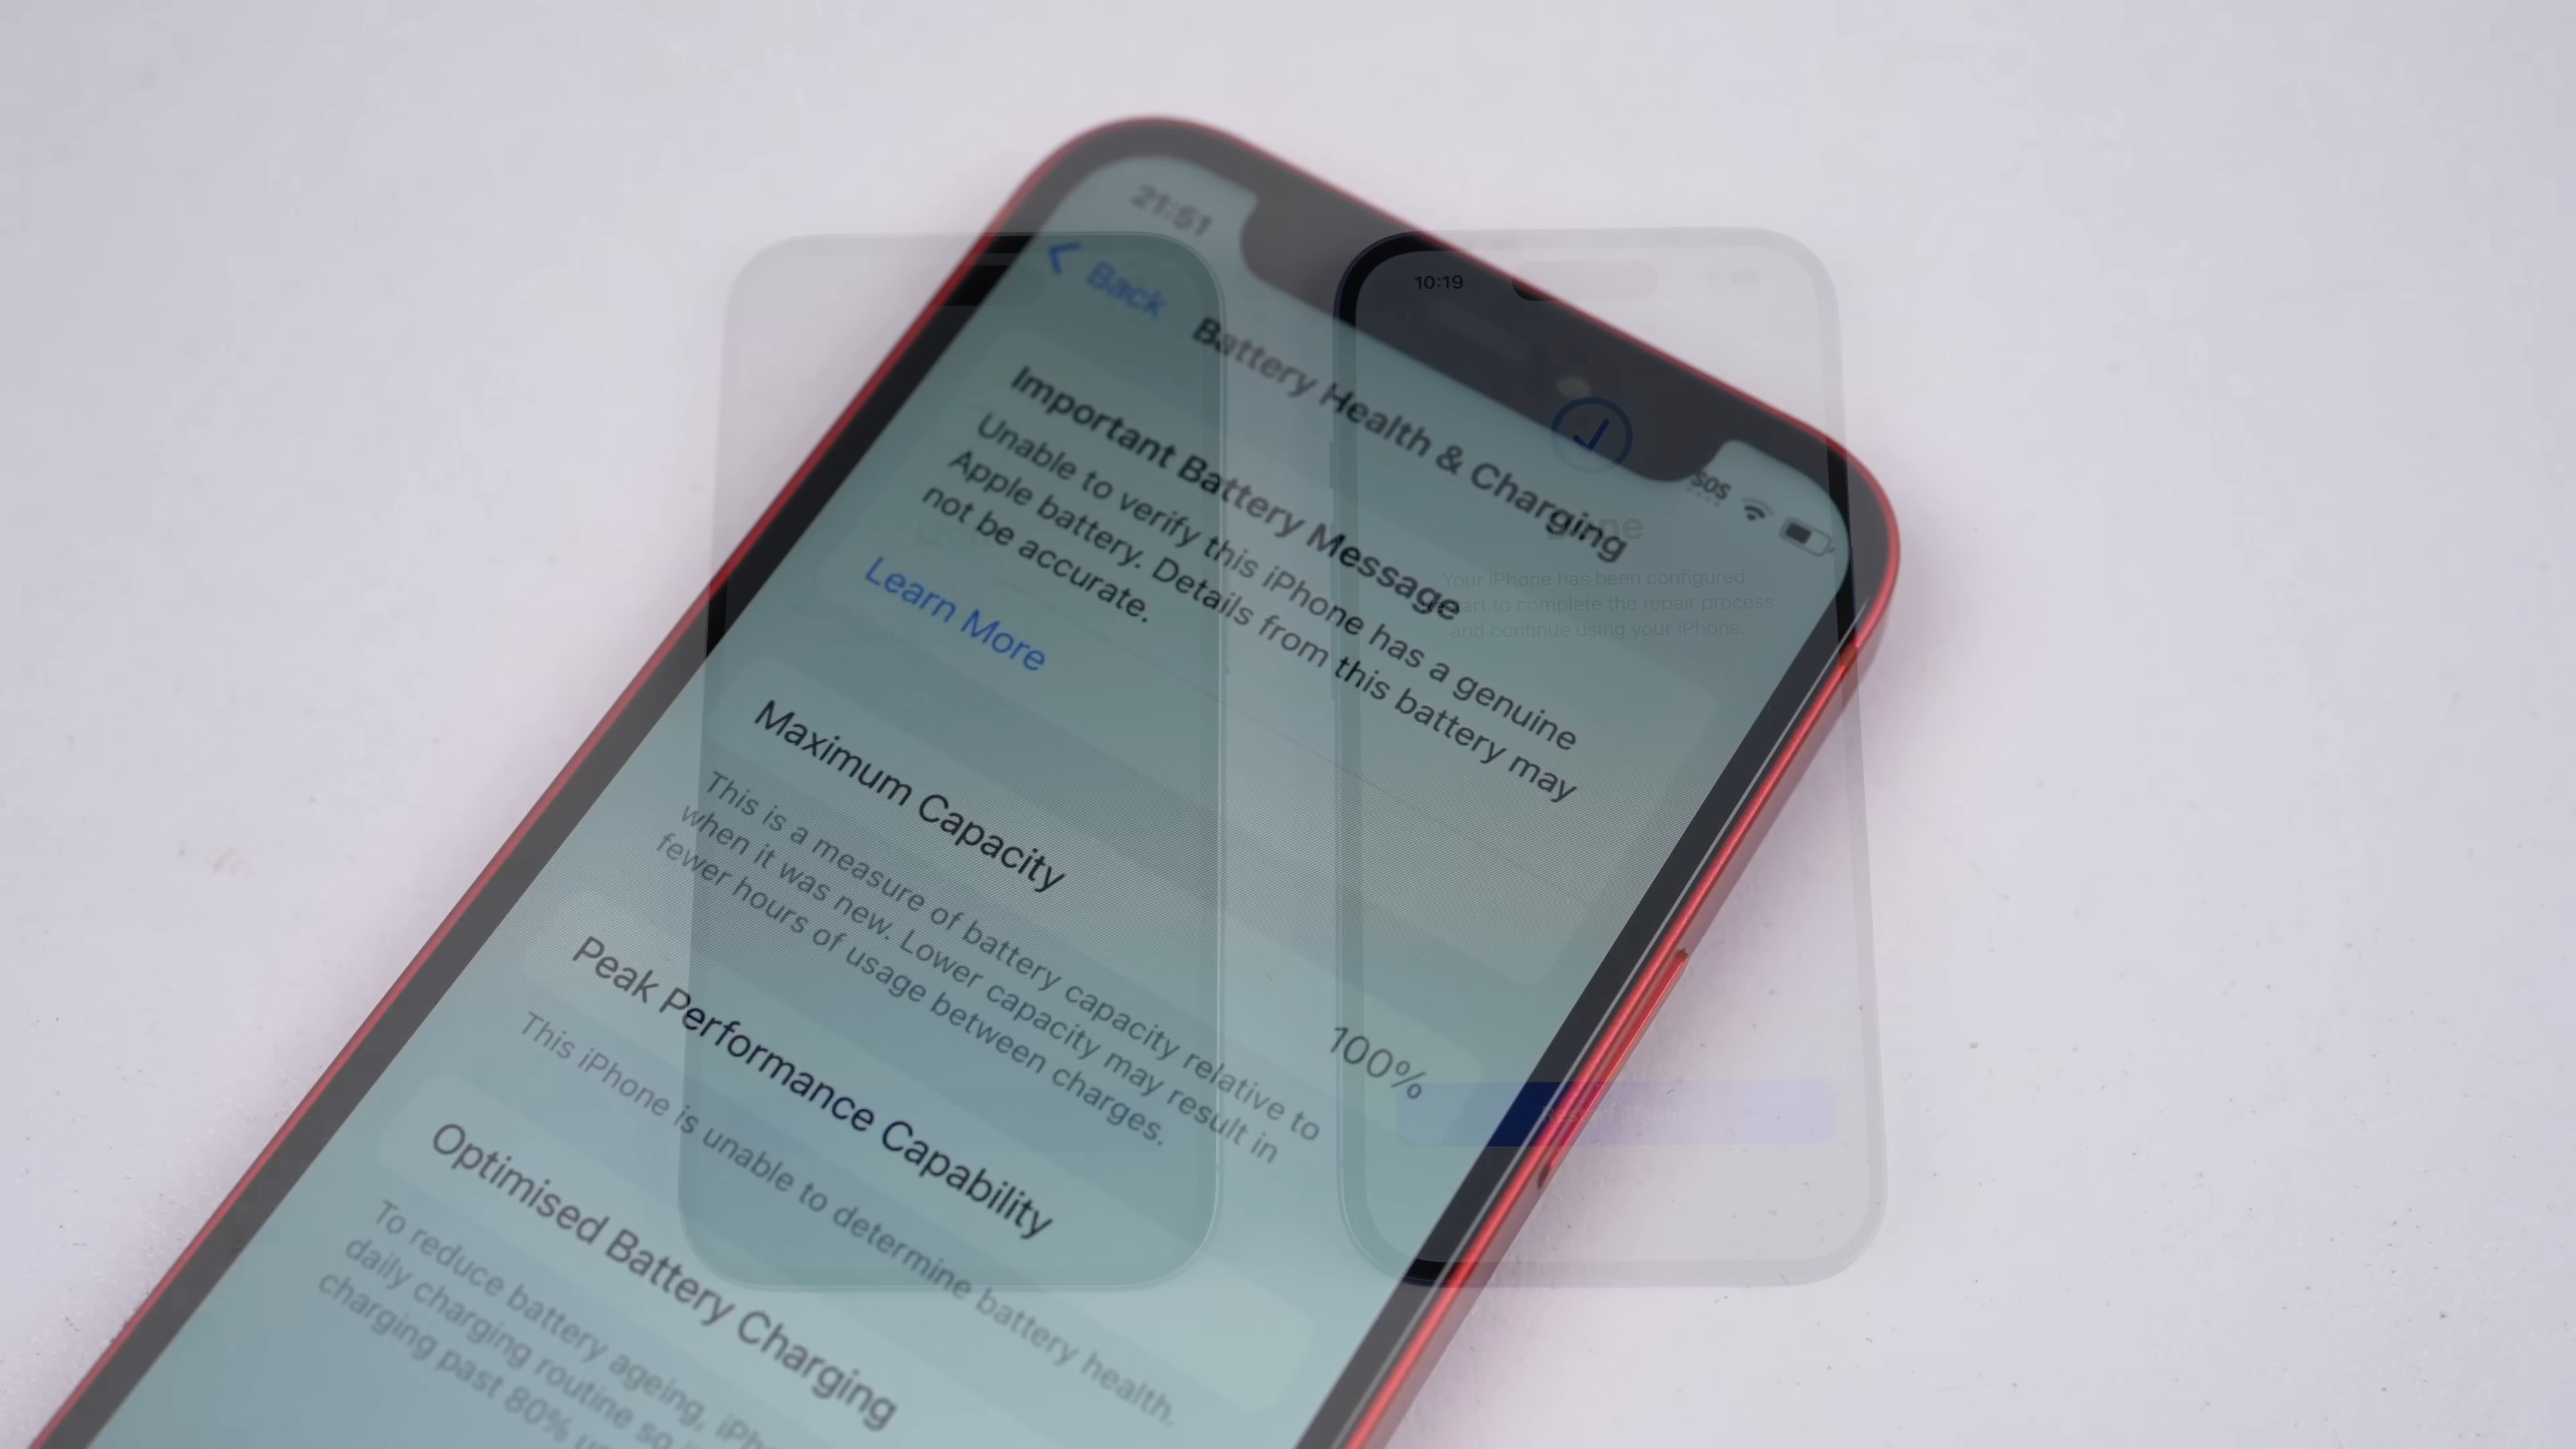 21:51
Back
Battery Health & Charging
SOS
Important Battery Message
Unable to verify this iPhone has a genuine
Apple battery. Details from this battery may
not be accurate.
Learn More
Maximum Capacity
100%
This is a measure of battery capacity relative to
when it was new. Lower capacity may result in
fewer hours of usage between charges.
Peak Performance Capability
This iPhone is unable to determine battery health.
Optimised Battery Charging
To reduce battery ageing,
daily charging routine so
charging past 80%
10:19
Your iPhone has been configured.
to complete the repair process
and continue using your iPhone.